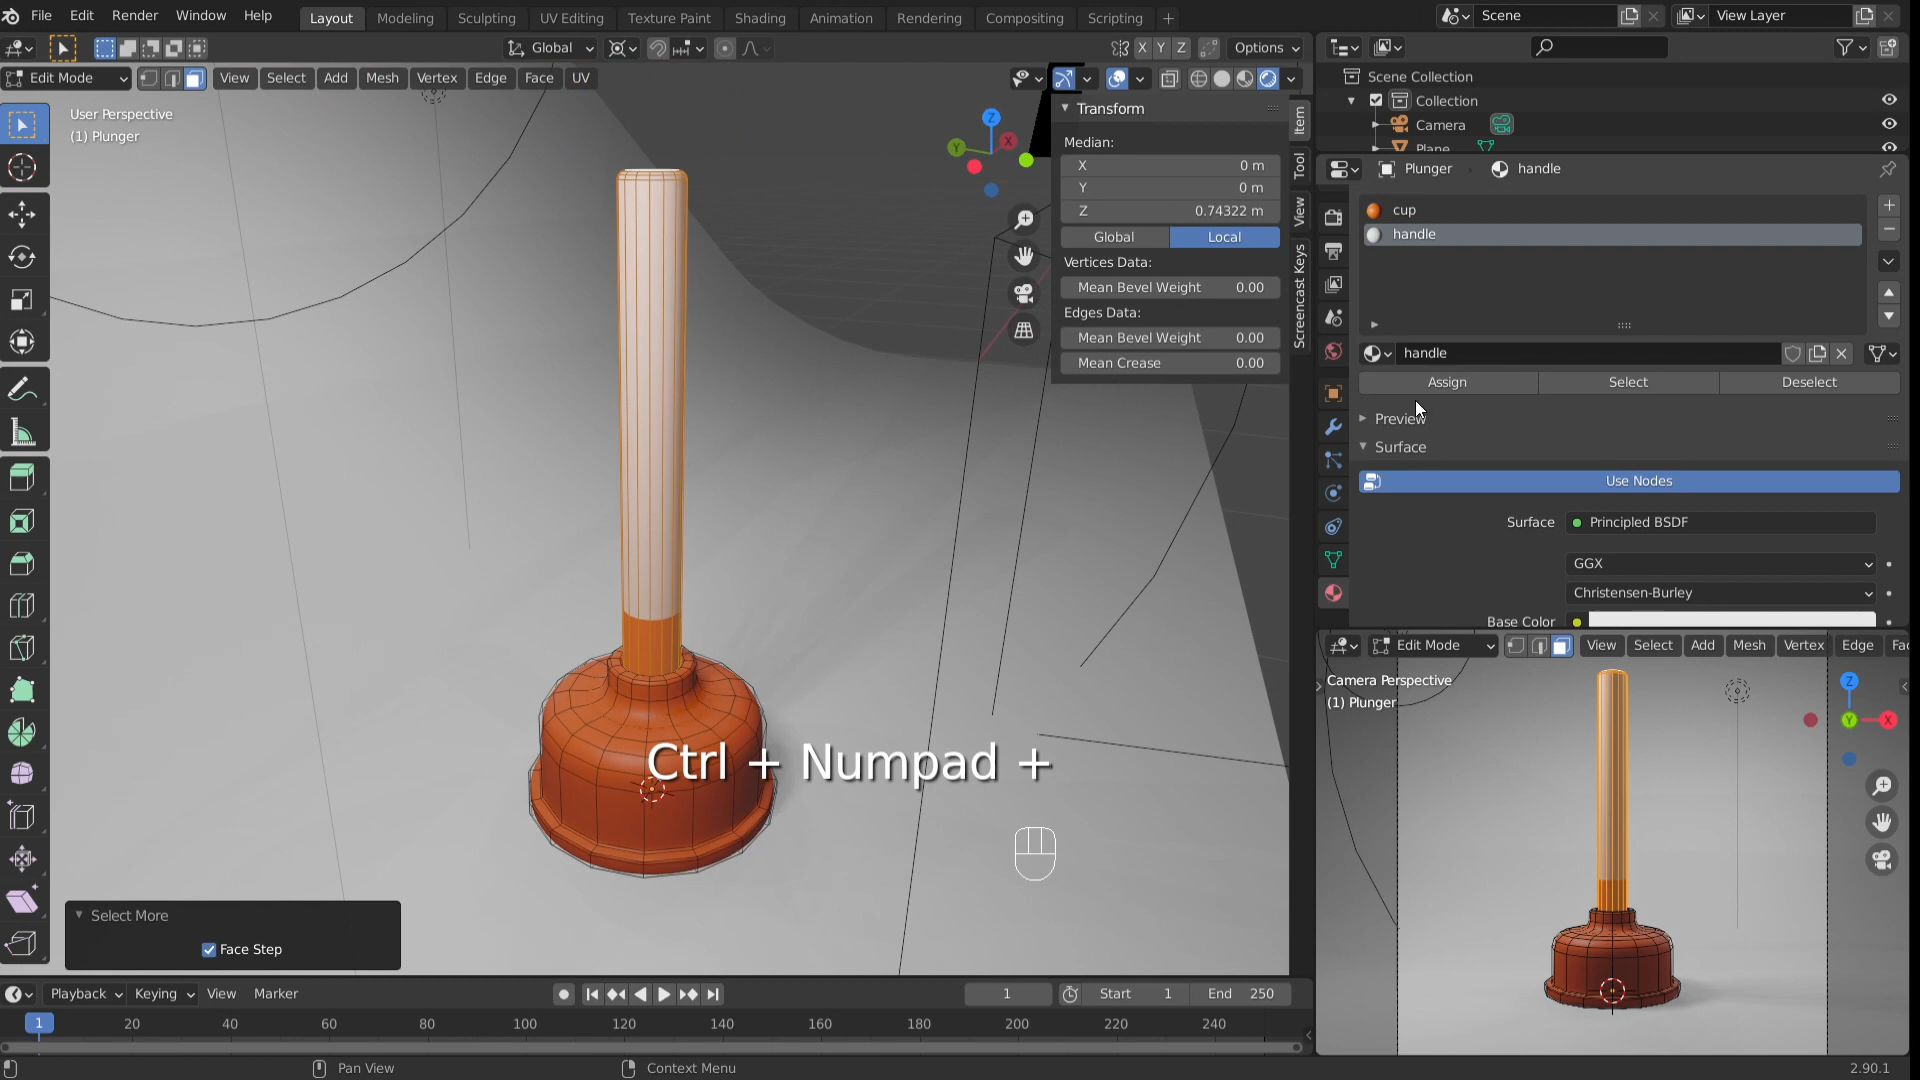 File Edit Render Window Help Layout Modeling Sculpting UV Editing Texture Paint Shading Animation Rendering Compositing Scripting + Scene View Layer
Global X Y Z Options
Edit Mode View Select Add Mesh Vertex Edge Face UV
User Perspective
(1) Plunger
Z
X
Y
Transform
Median:
X 0 m
Y 0 m
Z 0.74322 m
Global Local
Vertices Data:
Mean Bevel Weight 0.00
Edges Data:
Mean Bevel Weight 0.00
Mean Crease 0.00
Item
Tool
View
Screencast Keys
Scene Collection
Collection
Camera
Plane
Plunger handle
cup
handle
handle
Assign Select Deselect
Preview
Surface
Use Nodes
Surface Principled BSDF
GGX
Christensen-Burley
Base Color
Edit Mode View Select Add Mesh Vertex Edge Fac
Camera Perspective
(1) Plunger
Z
Y
X
Ctrl + Numpad +
Select More
Face Step
Playback Keying View Marker 1 Start 1 End 250
1 20 40 60 80 100 120 140 160 180 200 220 240
Pan View Context Menu 2.90.1